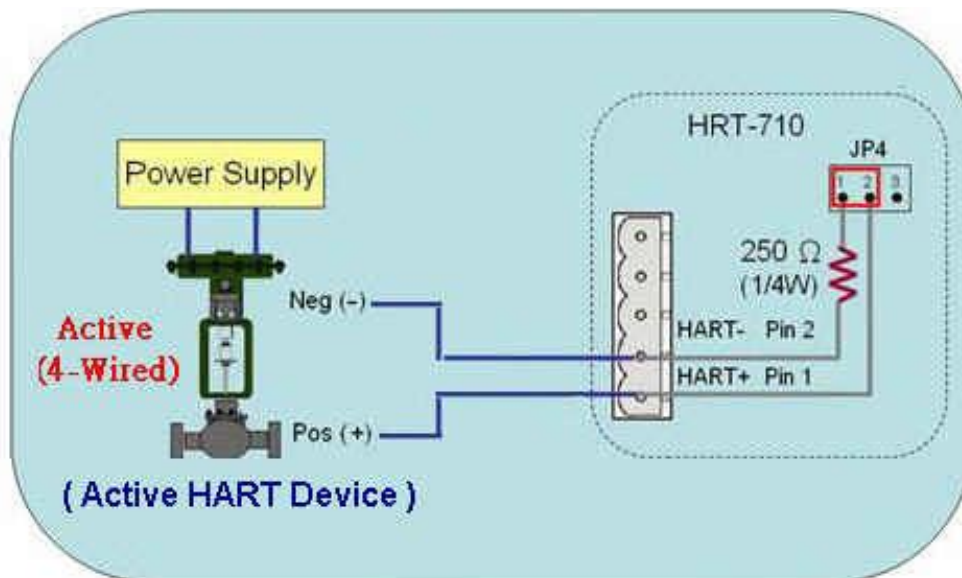 HRT-710
JP4
1 2 3
Power Supply
250 Ω
(1/4W)
Neg (-)
Active
(4-Wired)
HART- Pin 2
HART+ Pin 1
Pos (+)
( Active HART Device )